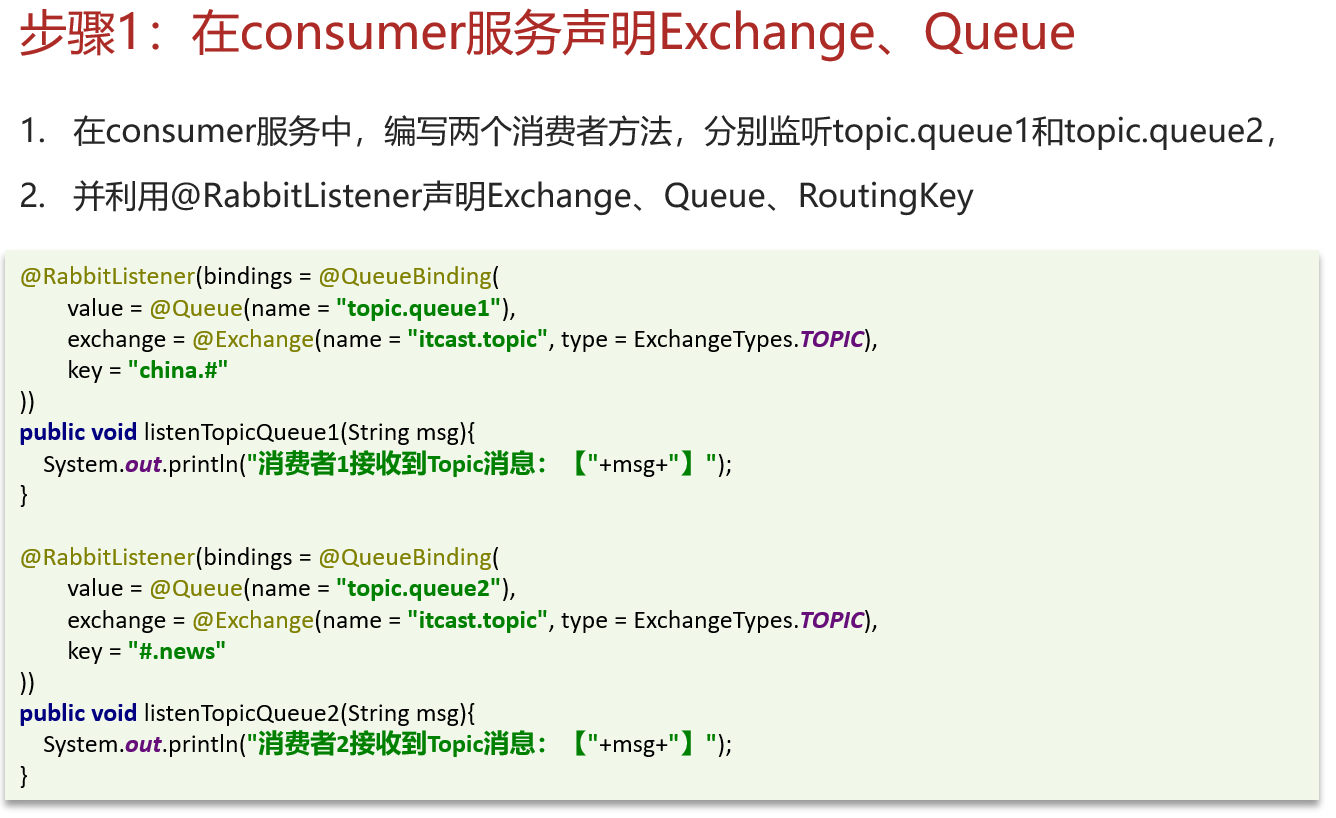 步骤1：在consumer服务声明Exchange、Queue
1. 在consumer服务中，编写两个消费者方法，分别监听topic.queue1和topic.queue2，
2. 并利用@RabbitListener声明Exchange、Queue、RoutingKey
@RabbitListener(bindings = @QueueBinding(
        value = @Queue(name = "topic.queue1"),
        exchange = @Exchange(name = "itcast.topic", type = ExchangeTypes.TOPIC),
        key = "china.#"
))
public void listenTopicQueue1(String msg){
    System.out.println("消费者1接收到Topic消息：【"+msg+"】");
}
@RabbitListener(bindings = @QueueBinding(
        value = @Queue(name = "topic.queue2"),
        exchange = @Exchange(name = "itcast.topic", type = ExchangeTypes.TOPIC),
        key = "#.news"
))
public void listenTopicQueue2(String msg){
    System.out.println("消费者2接收到Topic消息：【"+msg+"】");
}